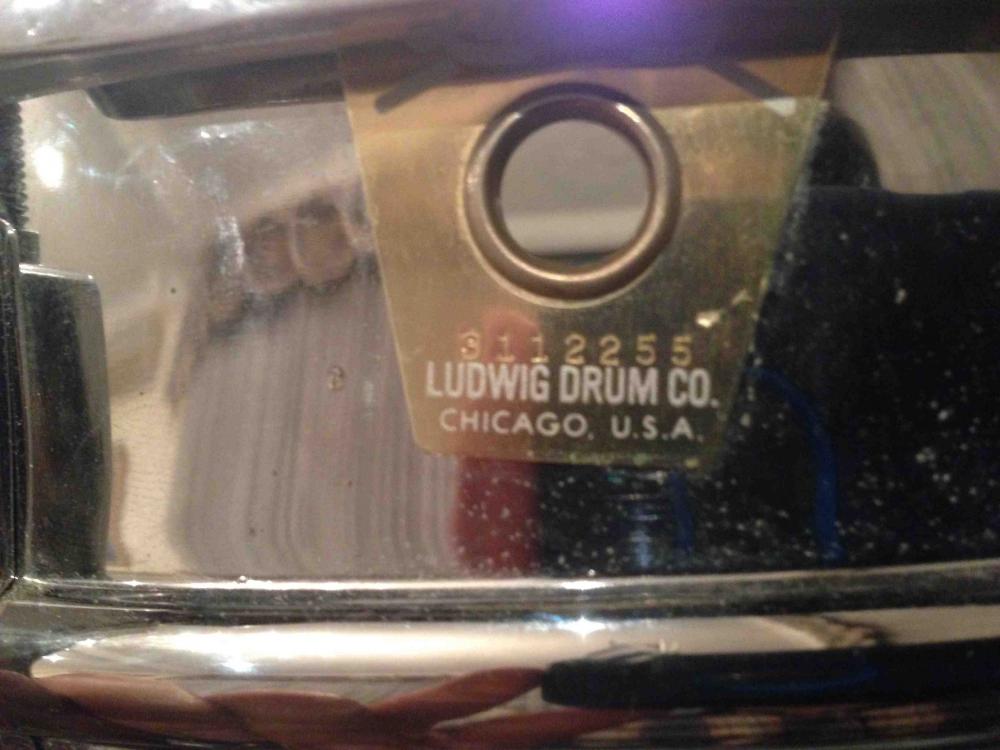 3112255
LUDWIG DRUM CO.
CHICAGO, U.S.A.